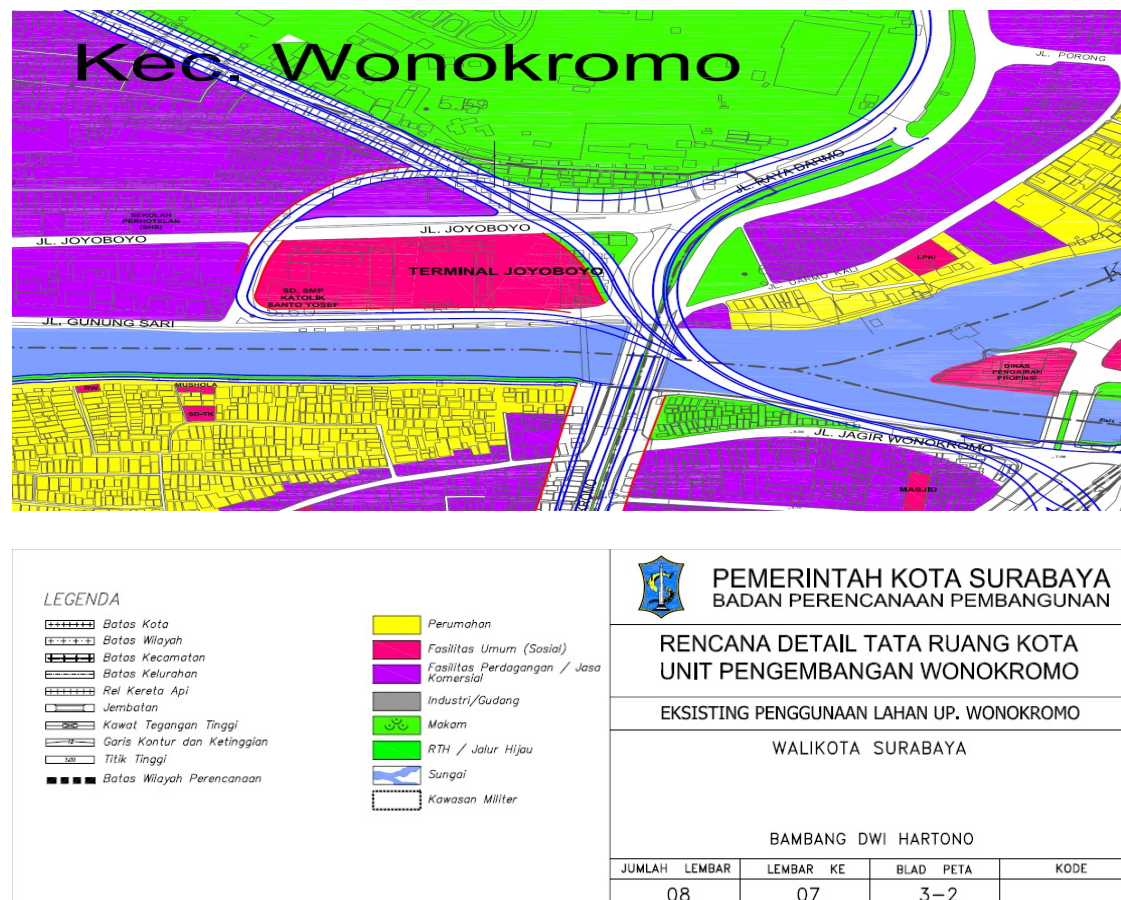 Kec. Wonokromo
JL. PORONG
5.59
JL. RAYA DARMO
SEKOLAH
PERHOTELAN
(SHS)
JL. JOYOBOYO
JL. JOYOBOYO
TERMINAL JOYOBOYO
LPKI
SD, SMP
KATOLIK
SANTO YOSEF
JL. DARMO KALI
JL. GUNUNG SARI
DINAS
PENGAIRAN
PROPINSI
RW
MUSHOLA
SD-TK
JL. JAGIR WONOKROMO
MASJID
LEGENDA
Batas Kota
Batas Wilayah
Batas Kecamatan
Batas Kelurahan
Rel Kereta Api
Jembatan
Kawat Tegangan Tinggi
Garis Kontur dan Ketinggian
Titik Tinggi
Batas Wilayah Perencanaan
Perumahan
Fasilitas Umum (Sosial)
Fasilitas Perdagangan / Jasa
Komersial
Industri/Gudang
Makam
RTH / Jalur Hijau
Sungai
Kawasan Militer
PEMERINTAH KOTA SURABAYA
BADAN PERENCANAAN PEMBANGUNAN
RENCANA DETAIL TATA RUANG KOTA
UNIT PENGEMBANGAN WONOKROMO
EKSISTING PENGGUNAAN LAHAN UP. WONOKROMO
WALIKOTA SURABAYA
BAMBANG DWI HARTONO
JUMLAH LEMBAR
LEMBAR KE
BLAD PETA
KODE
08
07
3-2